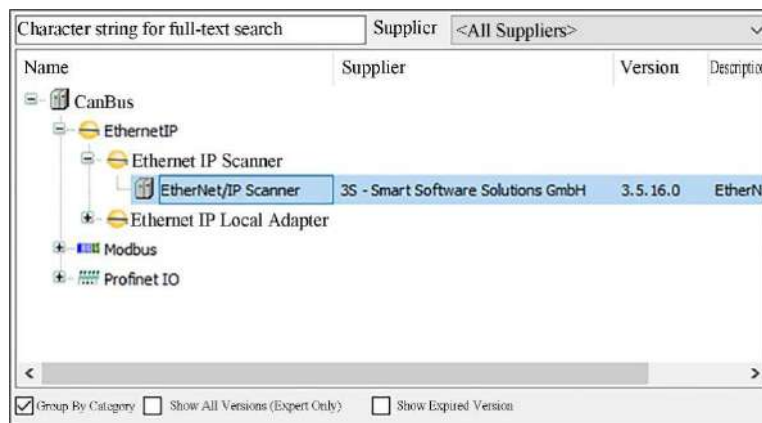 Character string for full-text search Supplier <All Suppliers>
Name Supplier Version Descriptio
CanBus
EthernetIP
Ethernet IP Scanner
EtherNet/IP Scanner 3S - Smart Software Solutions GmbH 3.5.16.0 EtherN
Ethernet IP Local Adapter
Modbus
Profinet IO
Group By Category Show All Versions (Expert Only) Show Expired Version